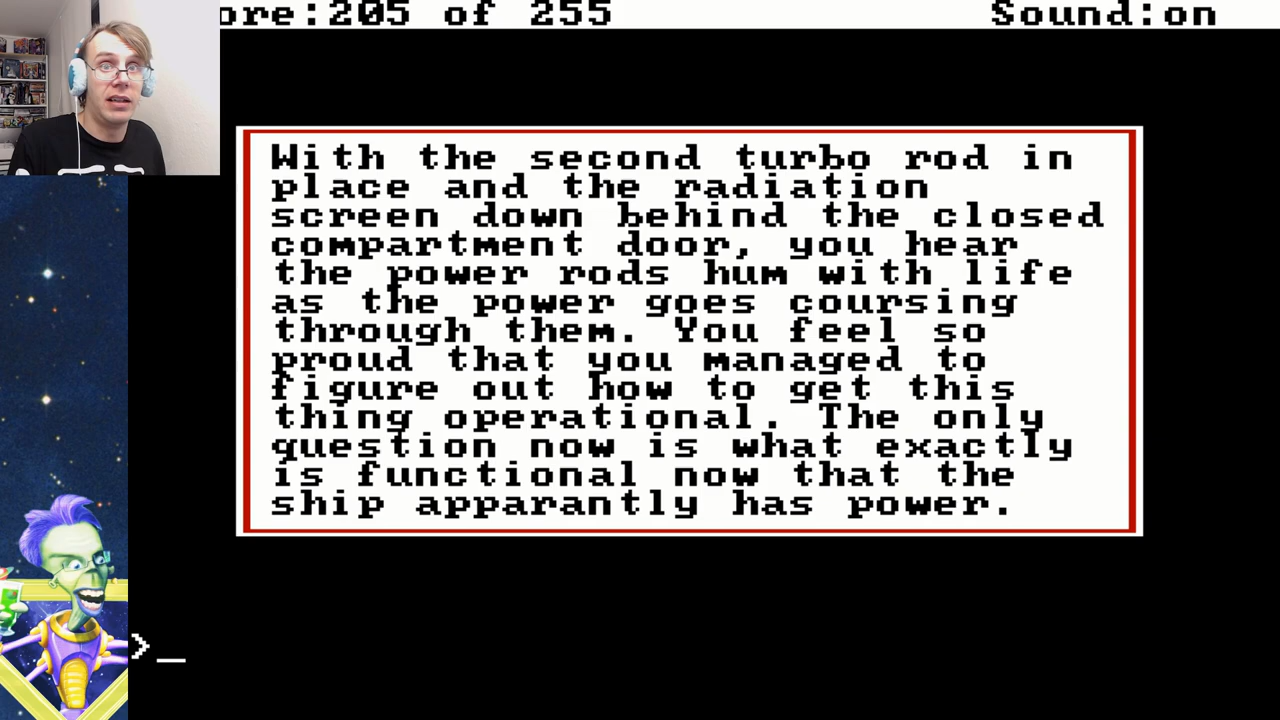 ore:205 of 255
Sound:on
With the second turbo rod in
place and the radiation
screen down behind the closed
compartment door, you hear
the power rods hum with life
as the power goes coursing
through them. You feel so
proud that you managed to
figure out how to get this
thing operational. The only
question now is what exactly
is functional now that the
ship apparantly has power.
>_